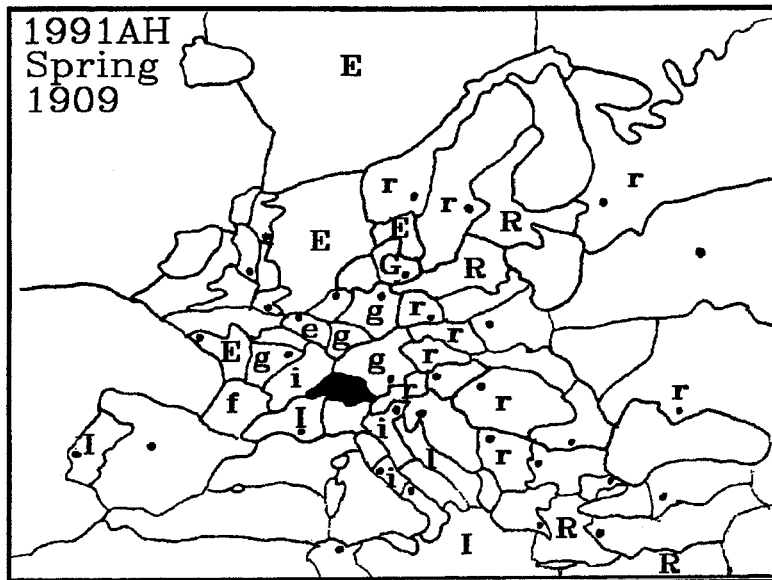 1991AH
Spring
1909
E
r r r
E R
E
G R
g r
e g r
E g g r
i r r
f r
I i
I I r
i
R
I
R